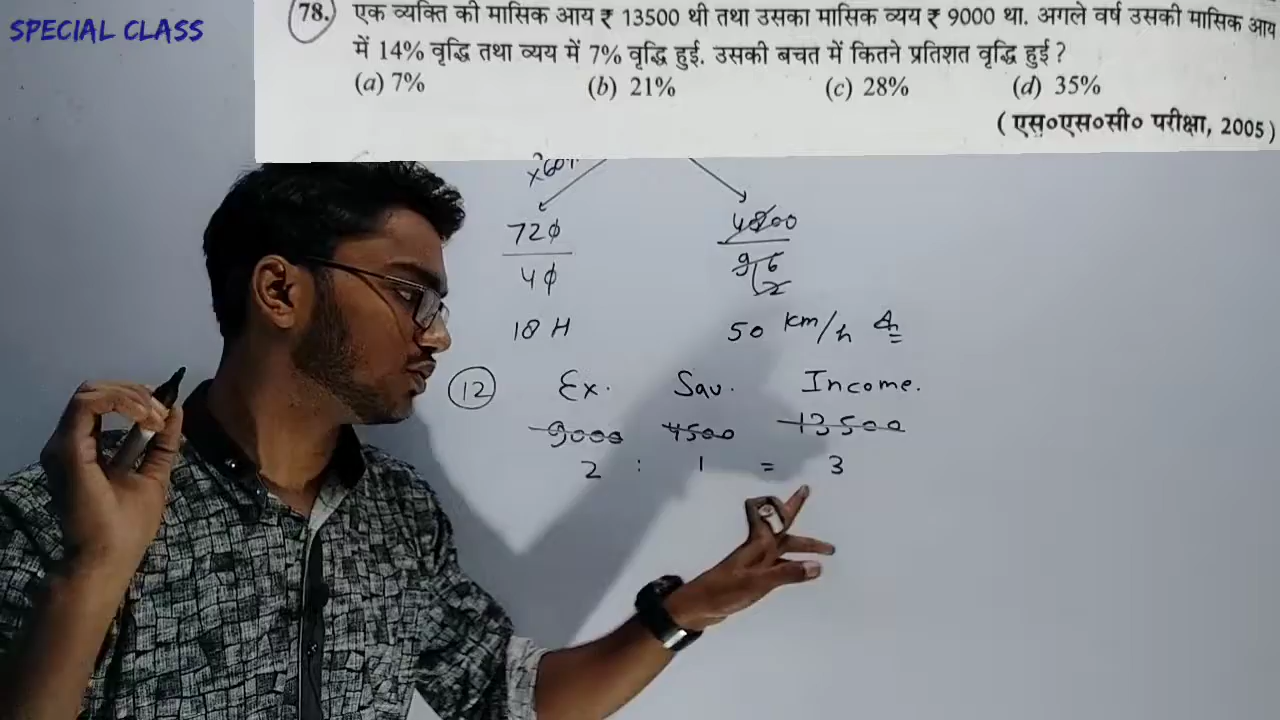 SPECIAL CLASS
78. एक व्यक्ति की मासिक आय ₹ 13500 थी तथा उसका मासिक व्यय ₹ 9000 था. अगले वर्ष उसकी मासिक आय
में 14% वृद्धि तथा व्यय में 7% वृद्धि हुई. उसकी बचत में कितने प्रतिशत वृद्धि हुई ?
(a) 7% (b) 21% (c) 28% (d) 35%
( एस०एस०सी० परीक्षा, 2005 )
720
40
18 H
50 km/h
12 Ex. Sav. Income.
9000 4500 13500
2 : 1 = 3